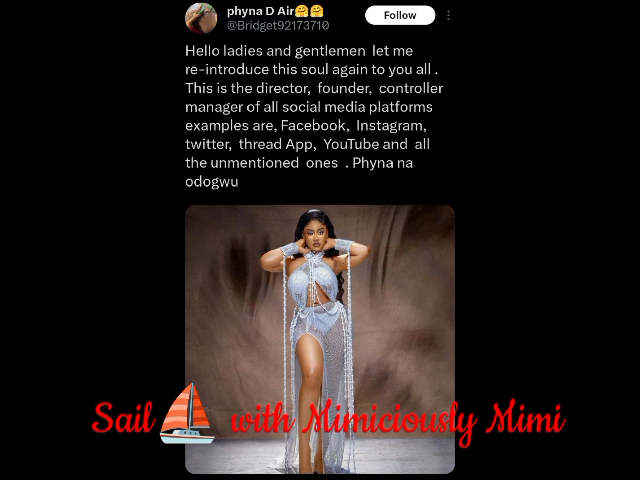 phyna D Air🤗🤗
@Bridget92173710
Follow
Hello ladies and gentlemen let me
re-introduce this soul again to you all .
This is the director, founder, controller
manager of all social media platforms
examples are, Facebook, Instagram,
twitter, thread App, YouTube and all
the unmentioned ones . Phyna na
odogwu
Sail with Mimiciously Mimi